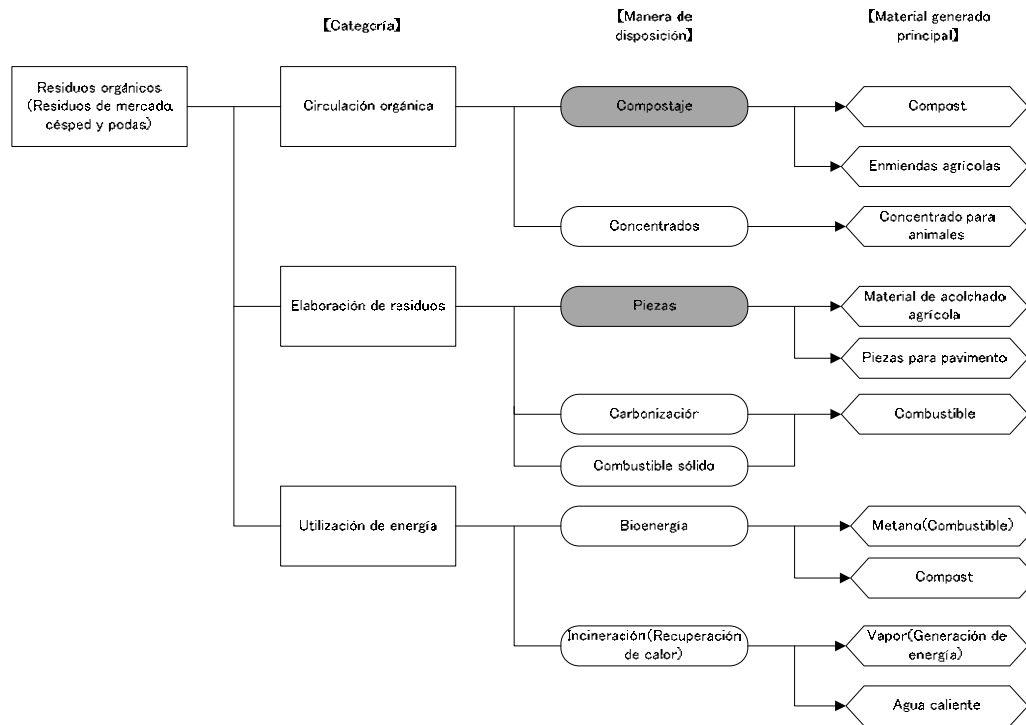 【Categoría】
【Manera de
disposición】
【Material generado
principal】
Residuos orgánicos
(Residuos de mercado,
césped y podas)
Circulación orgánica
Compostaje
Compost
Enmiendas agrícolas
Concentrados
Concentrado para
animales
Elaboración de residuos
Piezas
Material de acolchado
agrícola
Piezas para pavimento
Carbonización
Combustible
Combustible sólido
Utilización de energía
Bioenergía
Metano(Combustible)
Compost
Incineración(Recuperación
de calor)
Vapor(Generación de
energía)
Agua caliente